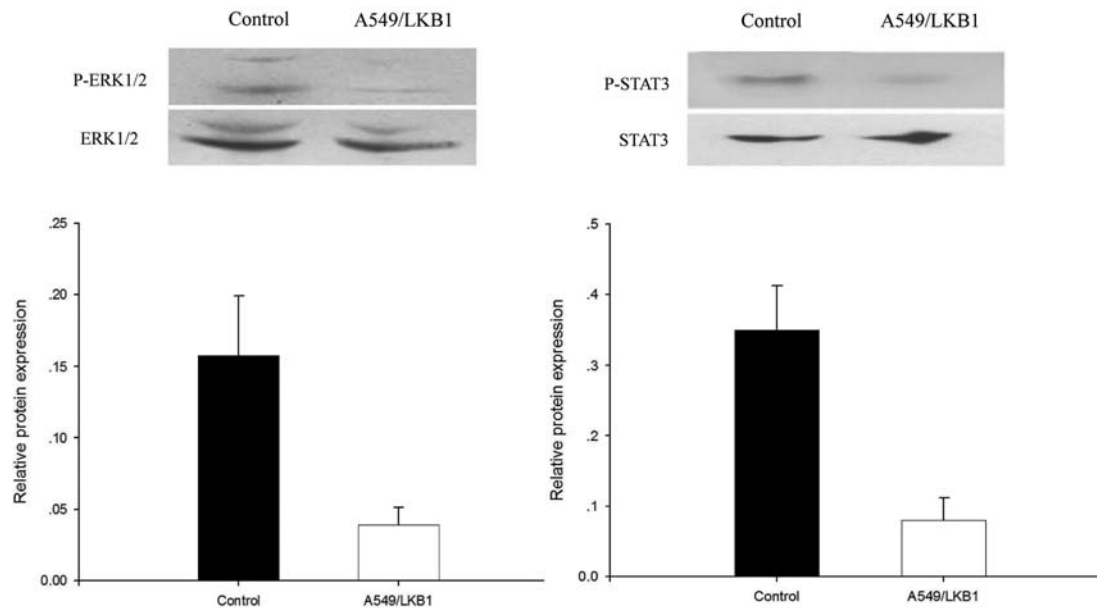 Control A549/LKB1
P-ERK1/2
ERK1/2
Control A549/LKB1
P-STAT3
STAT3
Relative protein expression
.25
.20
.15
.10
.05
0.00
Control A549/LKB1
Relative protein expression
.5
.4
.3
.2
.1
0.0
Control A549/LKB1